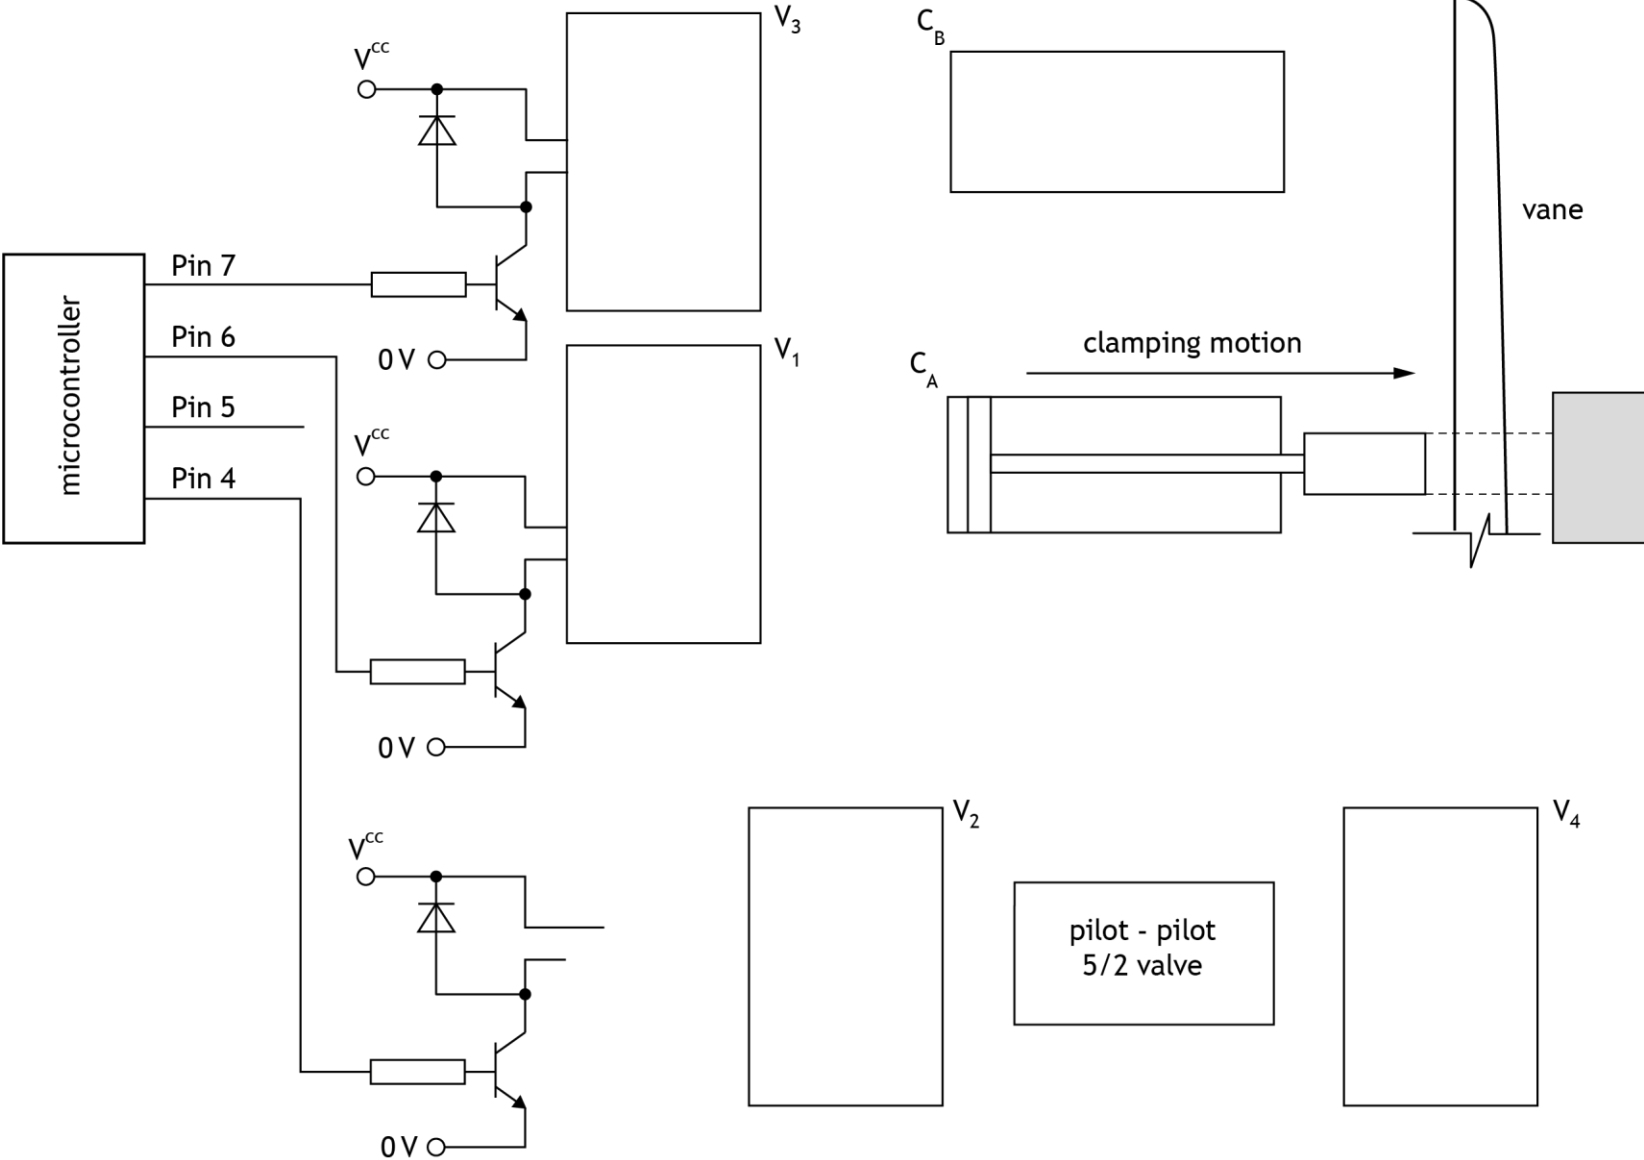 V3
CB
Vcc
vane
Pin 7
microcontroller
Pin 6
clamping motion
0 V
V1
CA
Pin 5
Vcc
Pin 4
0 V
V2
V4
Vcc
pilot - pilot
5/2 valve
0 V